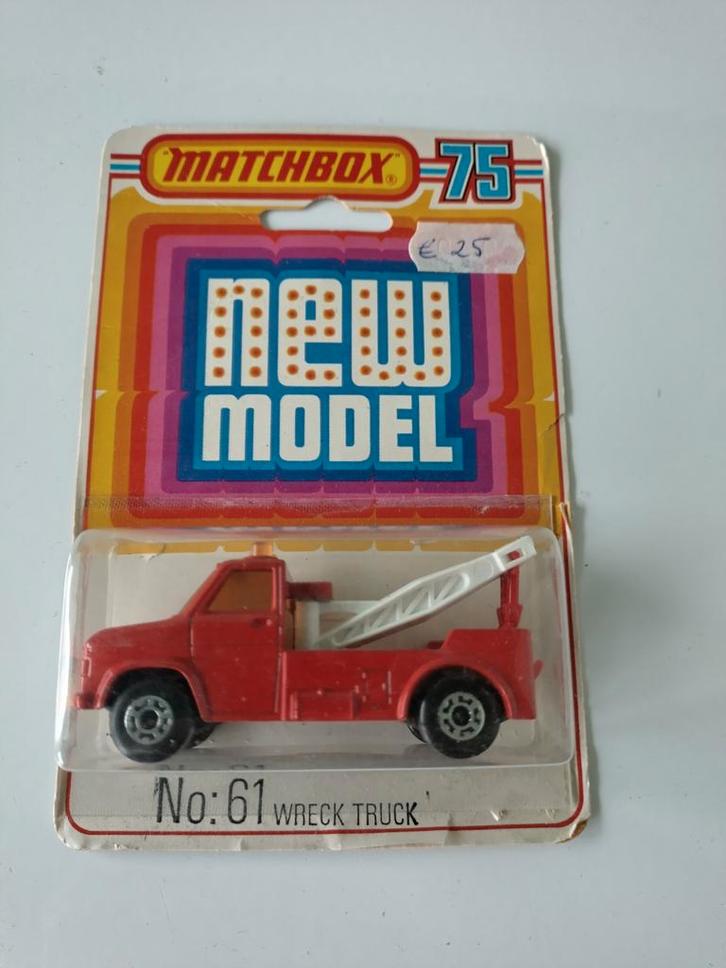 "MATCHBOX"® 75
€ 25
new
MODEL
No: 61 WRECK TRUCK